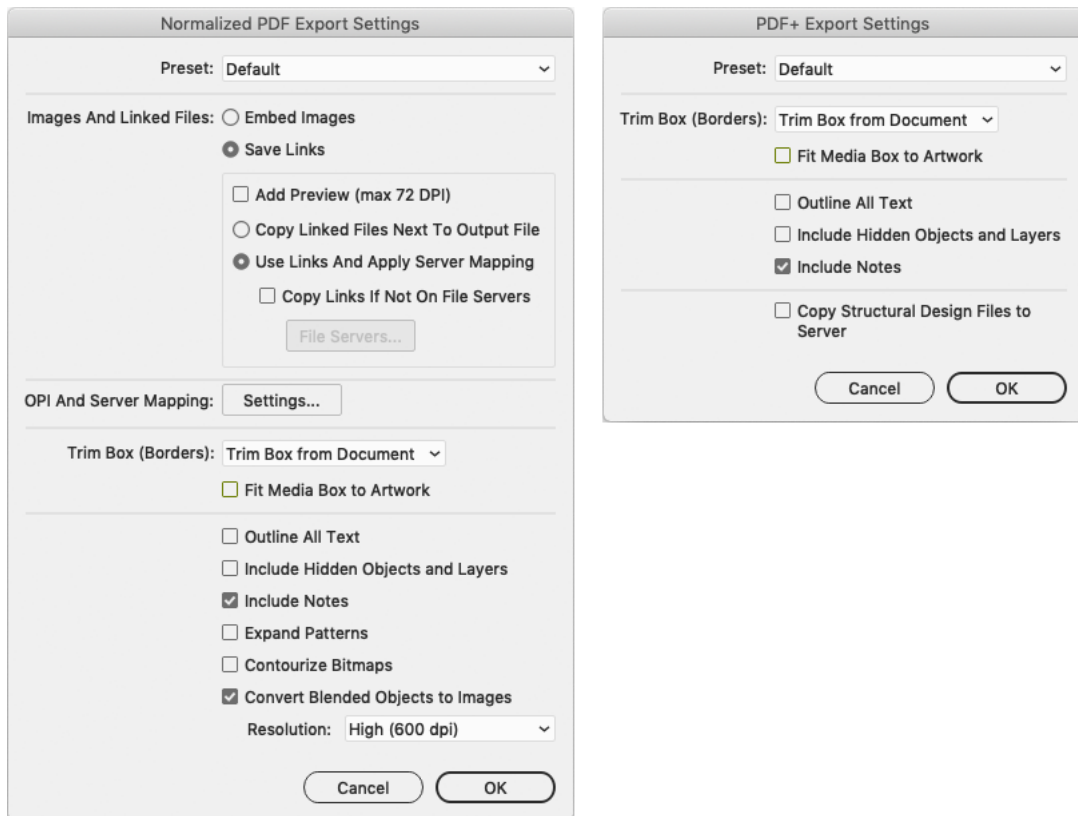 Normalized PDF Export Settings
Preset: Default
Images And Linked Files: Embed Images
Save Links
Add Preview (max 72 DPI)
Copy Linked Files Next To Output File
Use Links And Apply Server Mapping
Copy Links If Not On File Servers
File Servers...
OPI And Server Mapping: Settings...
Trim Box (Borders): Trim Box from Document
Fit Media Box to Artwork
Outline All Text
Include Hidden Objects and Layers
Include Notes
Expand Patterns
Contourize Bitmaps
Convert Blended Objects to Images
Resolution: High (600 dpi)
Cancel OK
PDF+ Export Settings
Preset: Default
Trim Box (Borders): Trim Box from Document
Fit Media Box to Artwork
Outline All Text
Include Hidden Objects and Layers
Include Notes
Copy Structural Design Files to
Server
Cancel OK